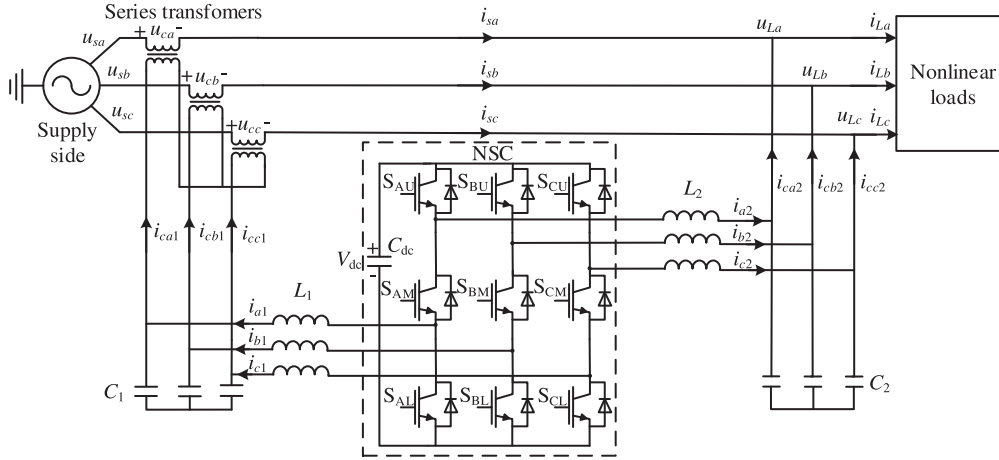 Series transfomers
+ u_ca -
u_sa
i_sa
u_La
i_La
u_sb
+ u_cb -
i_sb
u_Lb
i_Lb
Nonlinear
loads
u_sc
+ u_cc -
i_sc
u_Lc
i_Lc
Supply
side
NSC
S_AU
S_BU
S_CU
L_2
i_ca2
i_cb2
i_cc2
i_a2
i_b2
i_c2
i_ca1
i_cb1
i_cc1
+
V_dc
C_dc
-
S_AM
S_BM
S_CM
L_1
i_a1
i_b1
i_c1
C_1
S_AL
S_BL
S_CL
C_2